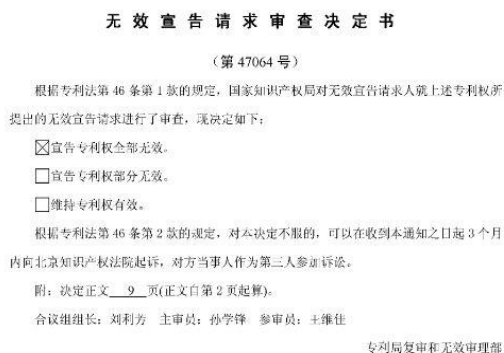 无效宣告请求审查决定书
（第 47064 号）
根据专利法第 46 条第 1 款的规定，国家知识产权局对无效宣告请求人就上述专利权所
提出的无效宣告请求进行了审查，现决定如下：
☒宣告专利权全部无效。
☐宣告专利权部分无效。
☐维持专利权有效。
根据专利法第 46 条第 2 款的规定，对本决定不服的，可以在收到本通知之日起 3 个月
内向北京知识产权法院起诉，对方当事人作为第三人参加诉讼。
附：决定正文 9 页(正文自第 2 页起算)。
合议组组长：刘利芳 主审员：孙学锋 参审员：王维佳
专利局复审和无效审理部